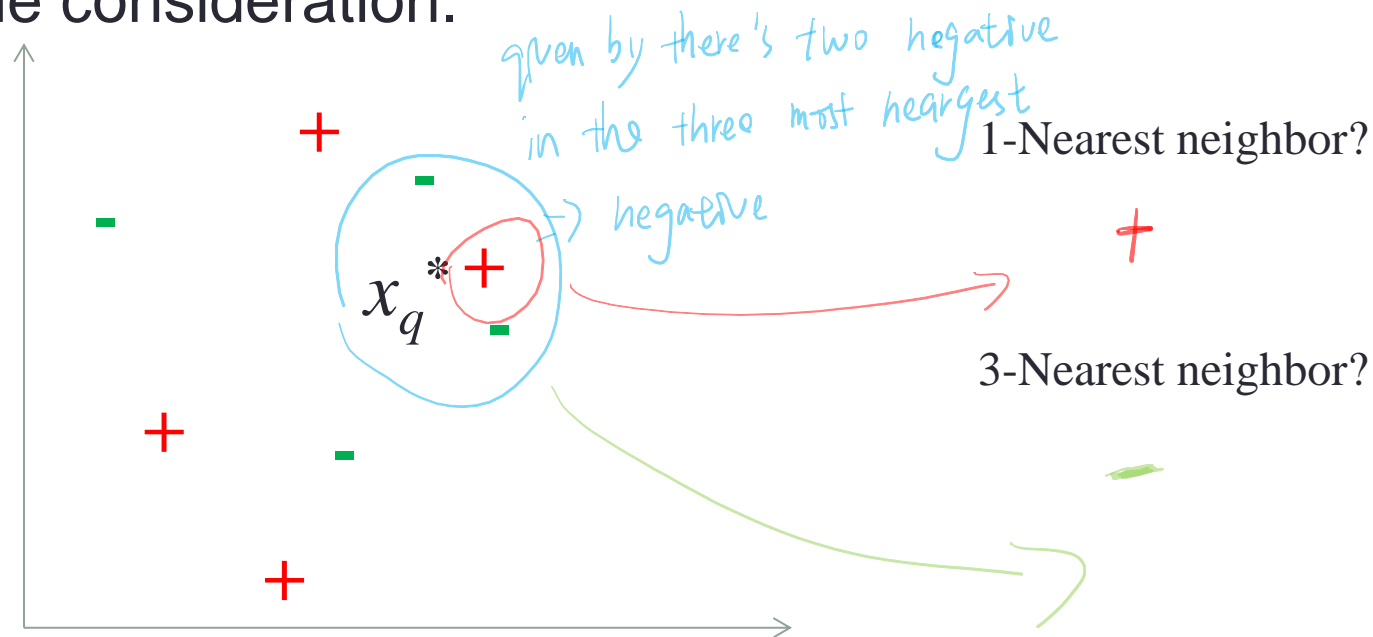 le consideration.
given by there's two negative
in the three most neargest
1-Nearest neighbor?
→ negative
+
-
-
+
* +
x_q
-
3-Nearest neighbor?
+
-
-
+